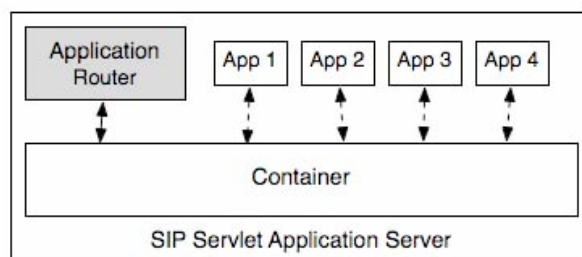 Application
Router
App 1
App 2
App 3
App 4
Container
SIP Servlet Application Server